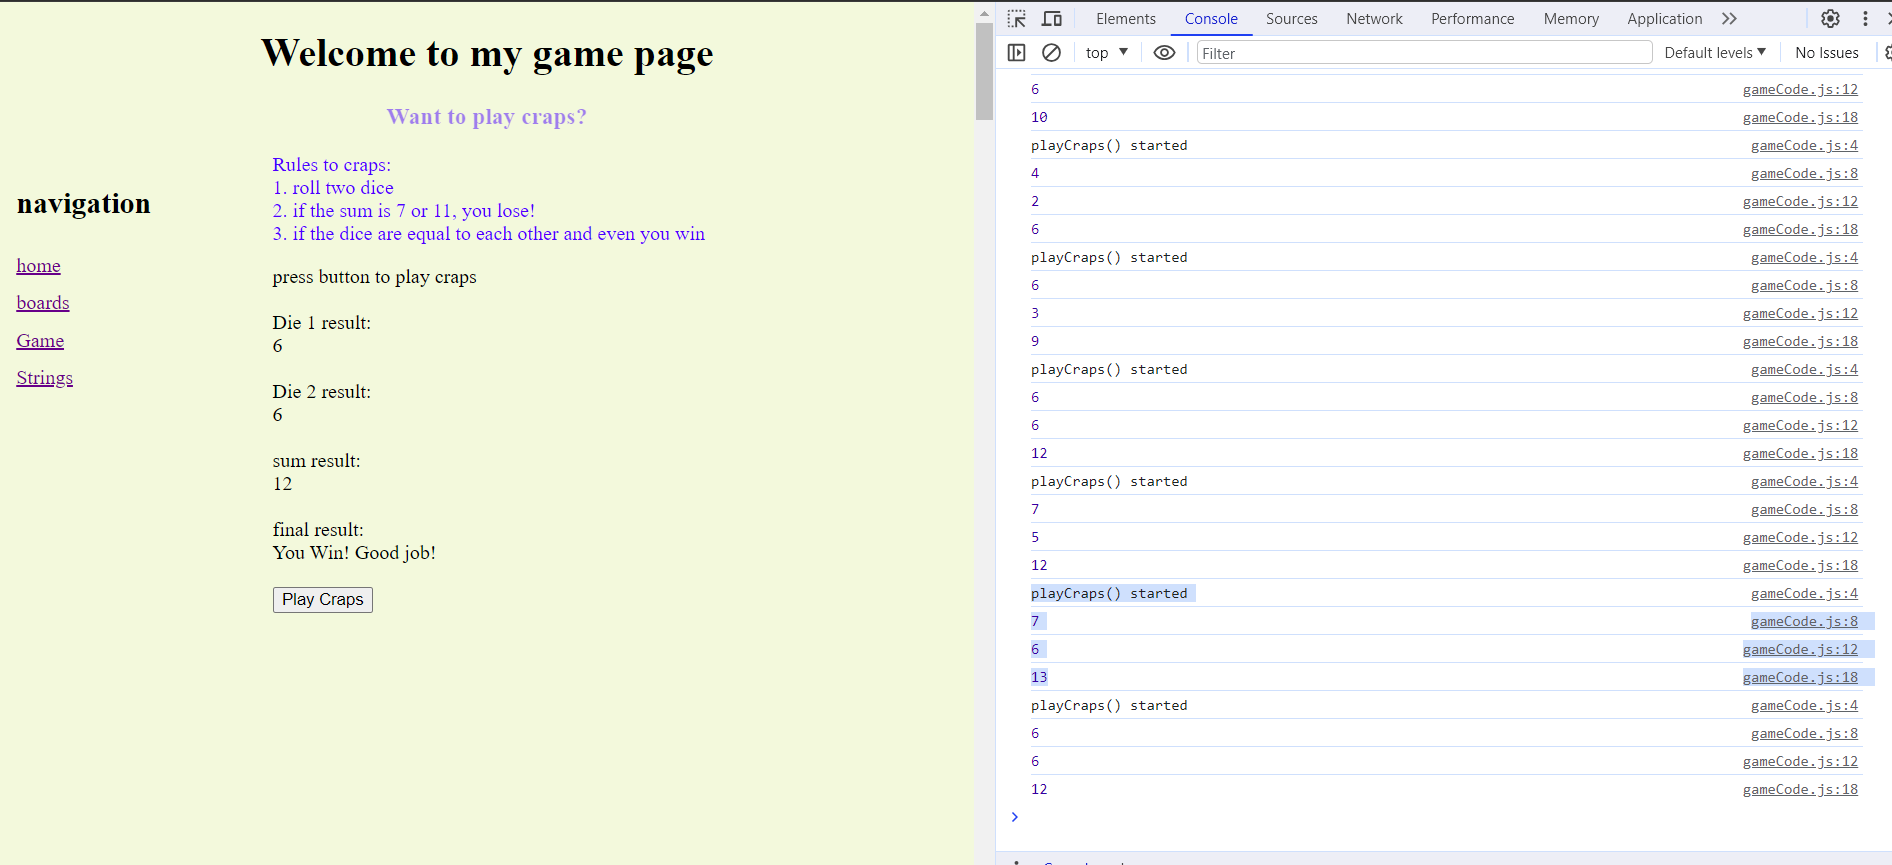 Welcome to my game page
Want to play craps?
Rules to craps:
1. roll two dice
2. if the sum is 7 or 11, you lose!
3. if the dice are equal to each other and even you win
navigation
home
boards
Game
Strings
press button to play craps
Die 1 result:
6
Die 2 result:
6
sum result:
12
final result:
You Win! Good job!
Play Craps
Elements Console Sources Network Performance Memory Application
top Filter Default levels No Issues
6 gameCode.js:12
10 gameCode.js:18
playCraps() started gameCode.js:4
4 gameCode.js:8
2 gameCode.js:12
6 gameCode.js:18
playCraps() started gameCode.js:4
6 gameCode.js:8
3 gameCode.js:12
9 gameCode.js:18
playCraps() started gameCode.js:4
6 gameCode.js:8
6 gameCode.js:12
12 gameCode.js:18
playCraps() started gameCode.js:4
7 gameCode.js:8
5 gameCode.js:12
12 gameCode.js:18
playCraps() started gameCode.js:4
7 gameCode.js:8
6 gameCode.js:12
13 gameCode.js:18
playCraps() started gameCode.js:4
6 gameCode.js:8
6 gameCode.js:12
12 gameCode.js:18